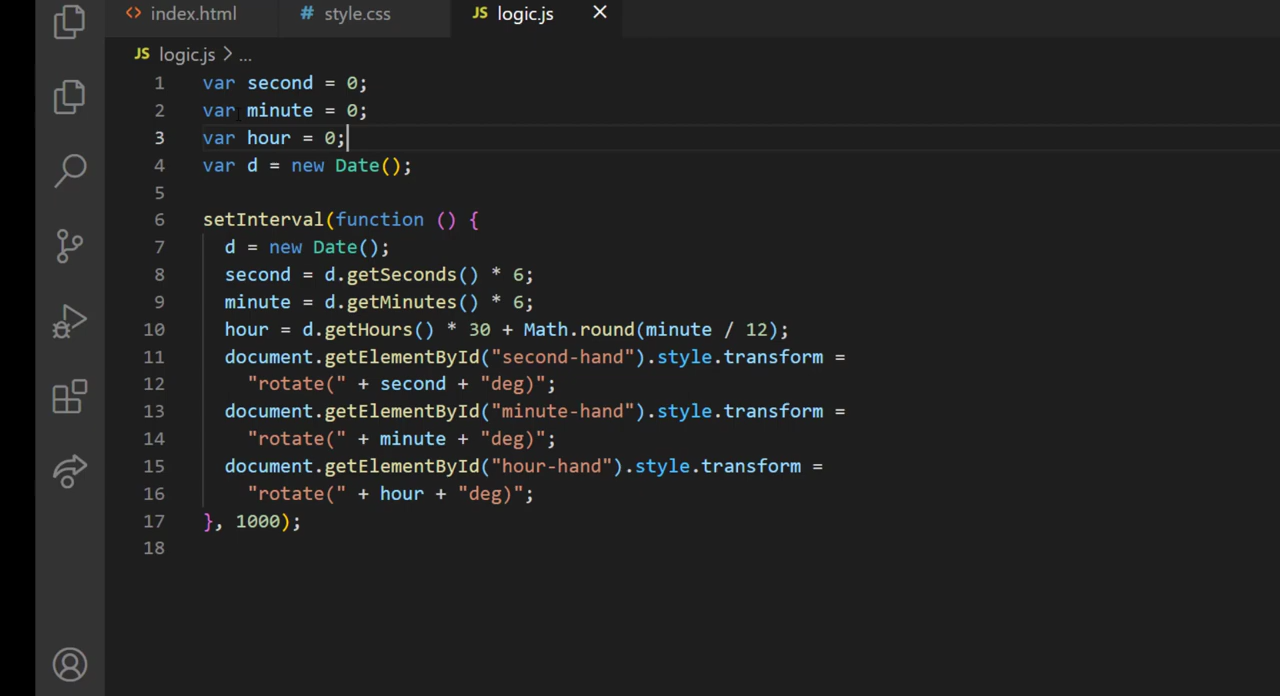 <> index.html # style.css JS logic.js ×
JS logic.js > ...
1 var second = 0;
2 var minute = 0;
3 var hour = 0;
4 var d = new Date();
5
6 setInterval(function () {
7 d = new Date();
8 second = d.getSeconds() * 6;
9 minute = d.getMinutes() * 6;
10 hour = d.getHours() * 30 + Math.round(minute / 12);
11 document.getElementById("second-hand").style.transform =
12 "rotate(" + second + "deg)";
13 document.getElementById("minute-hand").style.transform =
14 "rotate(" + minute + "deg)";
15 document.getElementById("hour-hand").style.transform =
16 "rotate(" + hour + "deg)";
17 }, 1000);
18